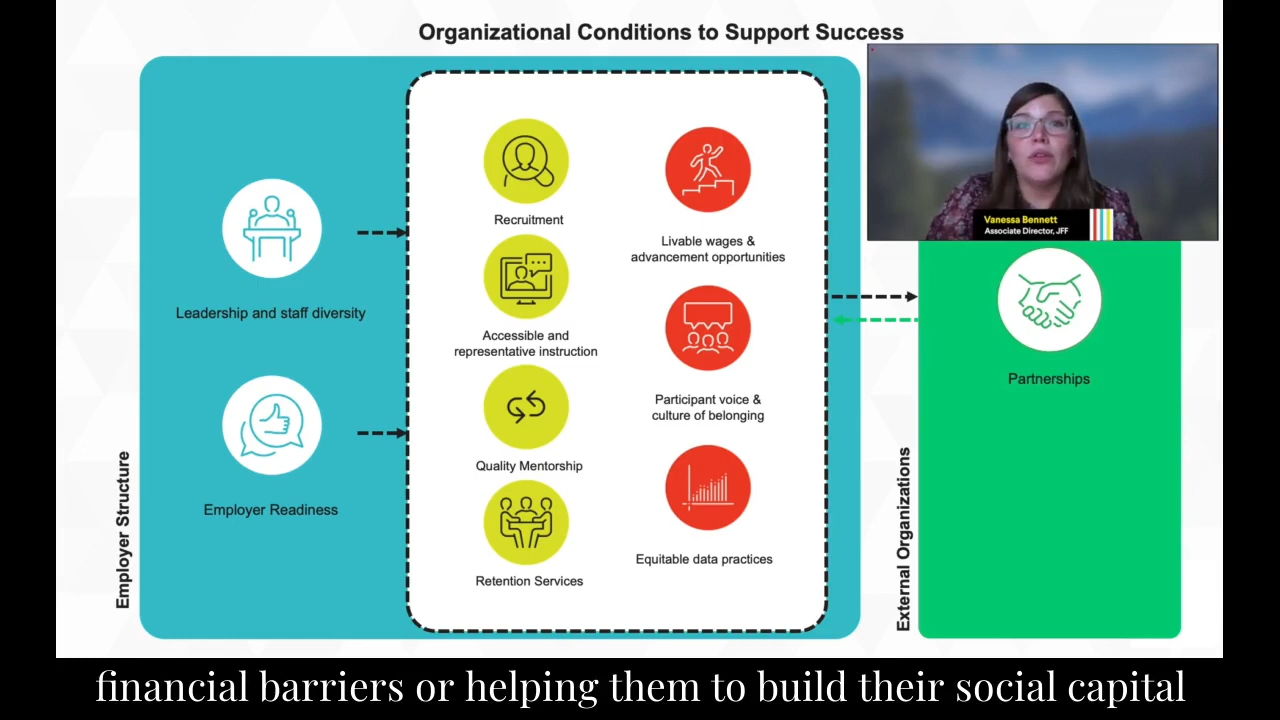 Organizational Conditions to Support Success
Employer Structure
Leadership and staff diversity
Employer Readiness
Recruitment
Accessible and
representative instruction
Quality Mentorship
Retention Services
Livable wages &
advancement opportunities
Participant voice &
culture of belonging
Equitable data practices
Vanessa Bennett
Associate Director, JFF
External Organizations
Partnerships
financial barriers or helping them to build their social capital